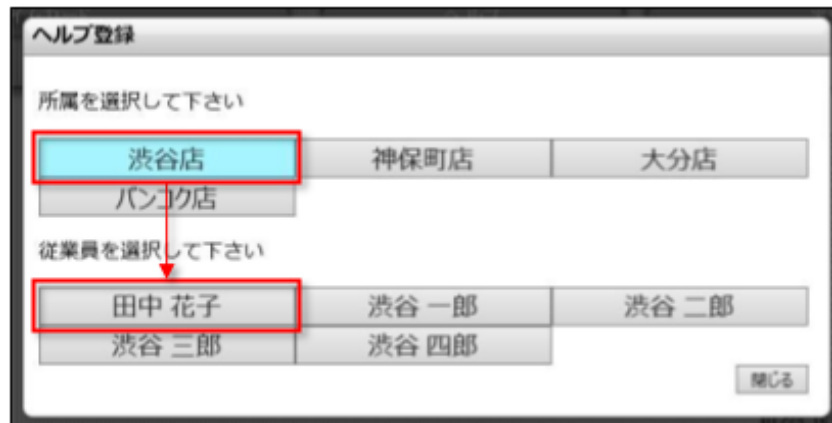 ヘルプ登録
所属を選択して下さい
渋谷店 神保町店 大分店
バンコク店
従業員を選択して下さい
田中 花子 渋谷 一郎 渋谷 二郎
渋谷 三郎 渋谷 四郎
閉じる